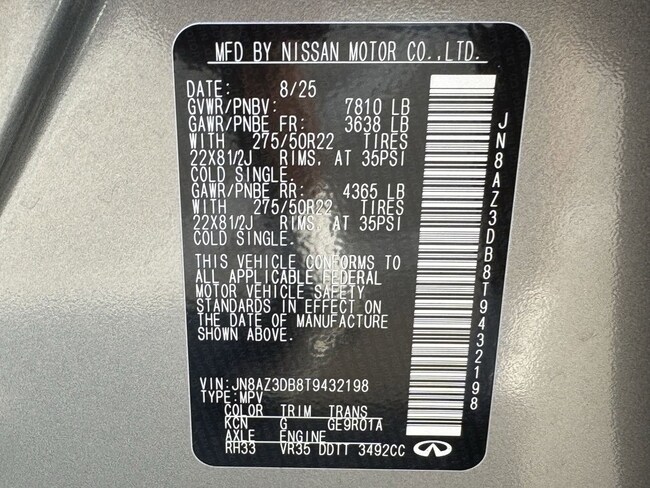 MFD BY NISSAN MOTOR CO.,LTD.
DATE: 8/25
GVWR/PNBV: 7810 LB
GAWR/PNBE FR: 3638 LB
WITH 275/50R22 TIRES
22X81/2J RIMS, AT 35PSI
COLD SINGLE.
GAWR/PNBE RR: 4365 LB
WITH 275/50R22 TIRES
22X81/2J RIMS, AT 35PSI
COLD SINGLE.
THIS VEHICLE CONFORMS TO
ALL APPLICABLE FEDERAL
MOTOR VEHICLE SAFETY
STANDARDS IN EFFECT ON
THE DATE OF MANUFACTURE
SHOWN ABOVE.
VIN:JN8AZ3DB8T9432198
TYPE:MPV
COLOR TRIM TRANS
KCN G GE9R01A
AXLE ENGINE
RH33 VR35 DDTT 3492CC
JN8AZ3DB8T9432198